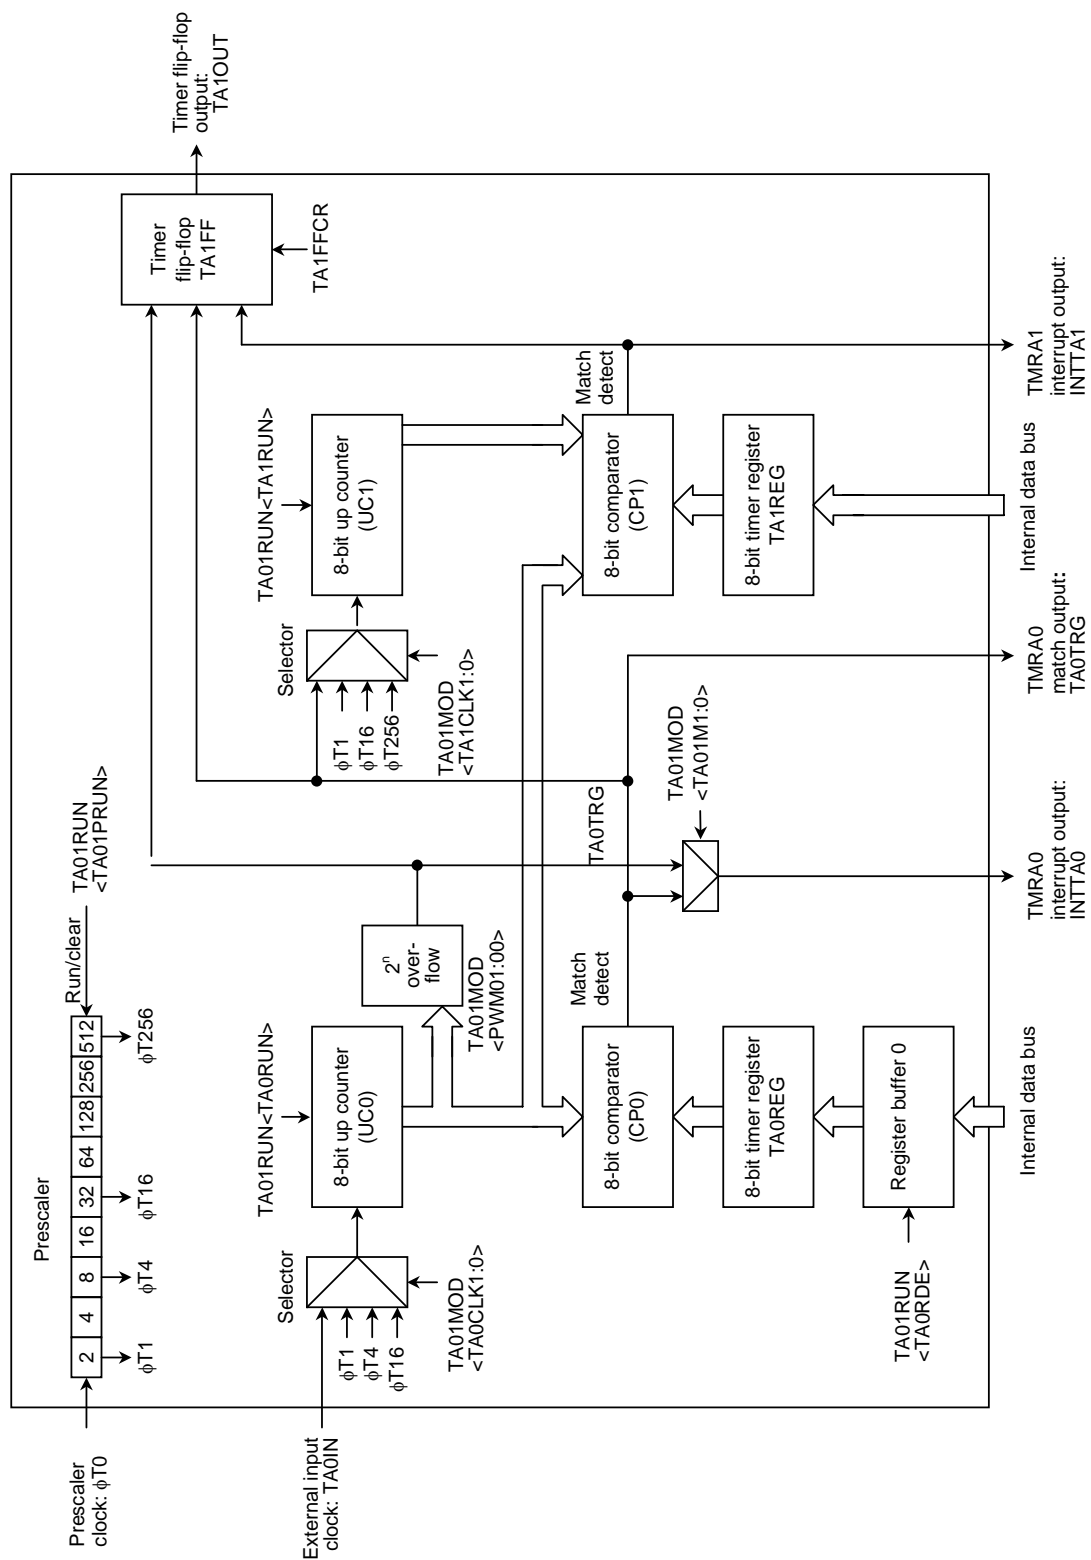 Prescaler
Prescaler
clock: ϕT0
2
4
8
16
32
64
128
256
512
Run/clear
TA01RUN
<TA01PRUN>
ϕT1
ϕT4
ϕT16
ϕT256
External input
clock: TA0IN
Selector
ϕT1
ϕT4
ϕT16
TA01MOD
<TA0CLK1:0>
TA01RUN<TA0RUN>
8-bit up counter
(UC0)
2ⁿ
over-
flow
TA01MOD
<PWM01:00>
Selector
ϕT1
ϕT16
ϕT256
TA01MOD
<TA1CLK1:0>
TA01RUN<TA1RUN>
8-bit up counter
(UC1)
Timer
flip-flop
TA1FF
TA1FFCR
Timer flip-flop
output:
TA1OUT
8-bit comparator
(CP0)
Match
detect
TA0TRG
8-bit comparator
(CP1)
Match
detect
8-bit timer register
TA0REG
TA01MOD
<TA01M1:0>
8-bit timer register
TA1REG
TA01RUN
<TA0RDE>
Register buffer 0
Internal data bus
TMRA0
interrupt output:
INTTA0
TMRA0
match output:
TA0TRG
Internal data bus
TMRA1
interrupt output:
INTTA1